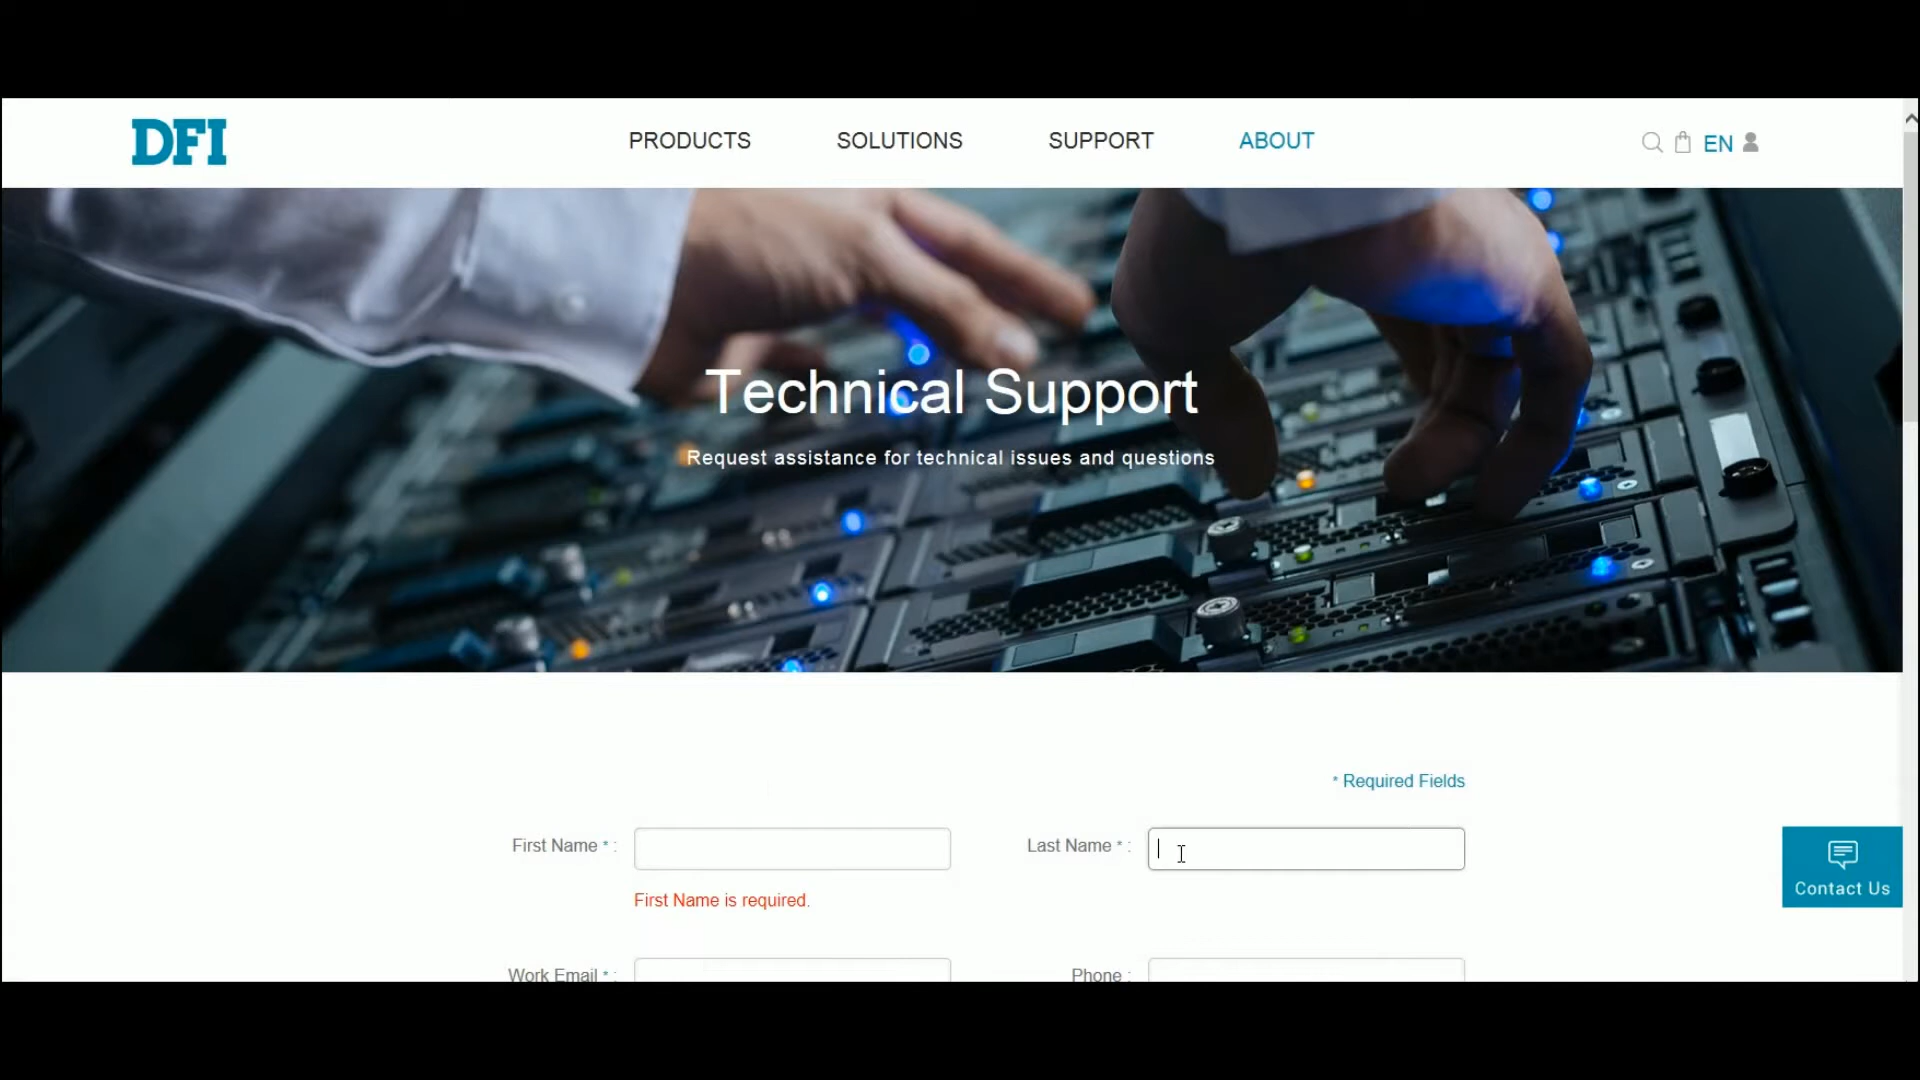 DFI
PRODUCTS SOLUTIONS SUPPORT ABOUT
EN
Technical Support
Request assistance for technical issues and questions
* Required Fields
First Name * :
Last Name * :
First Name is required.
Contact Us
Work Email * :
Phone :